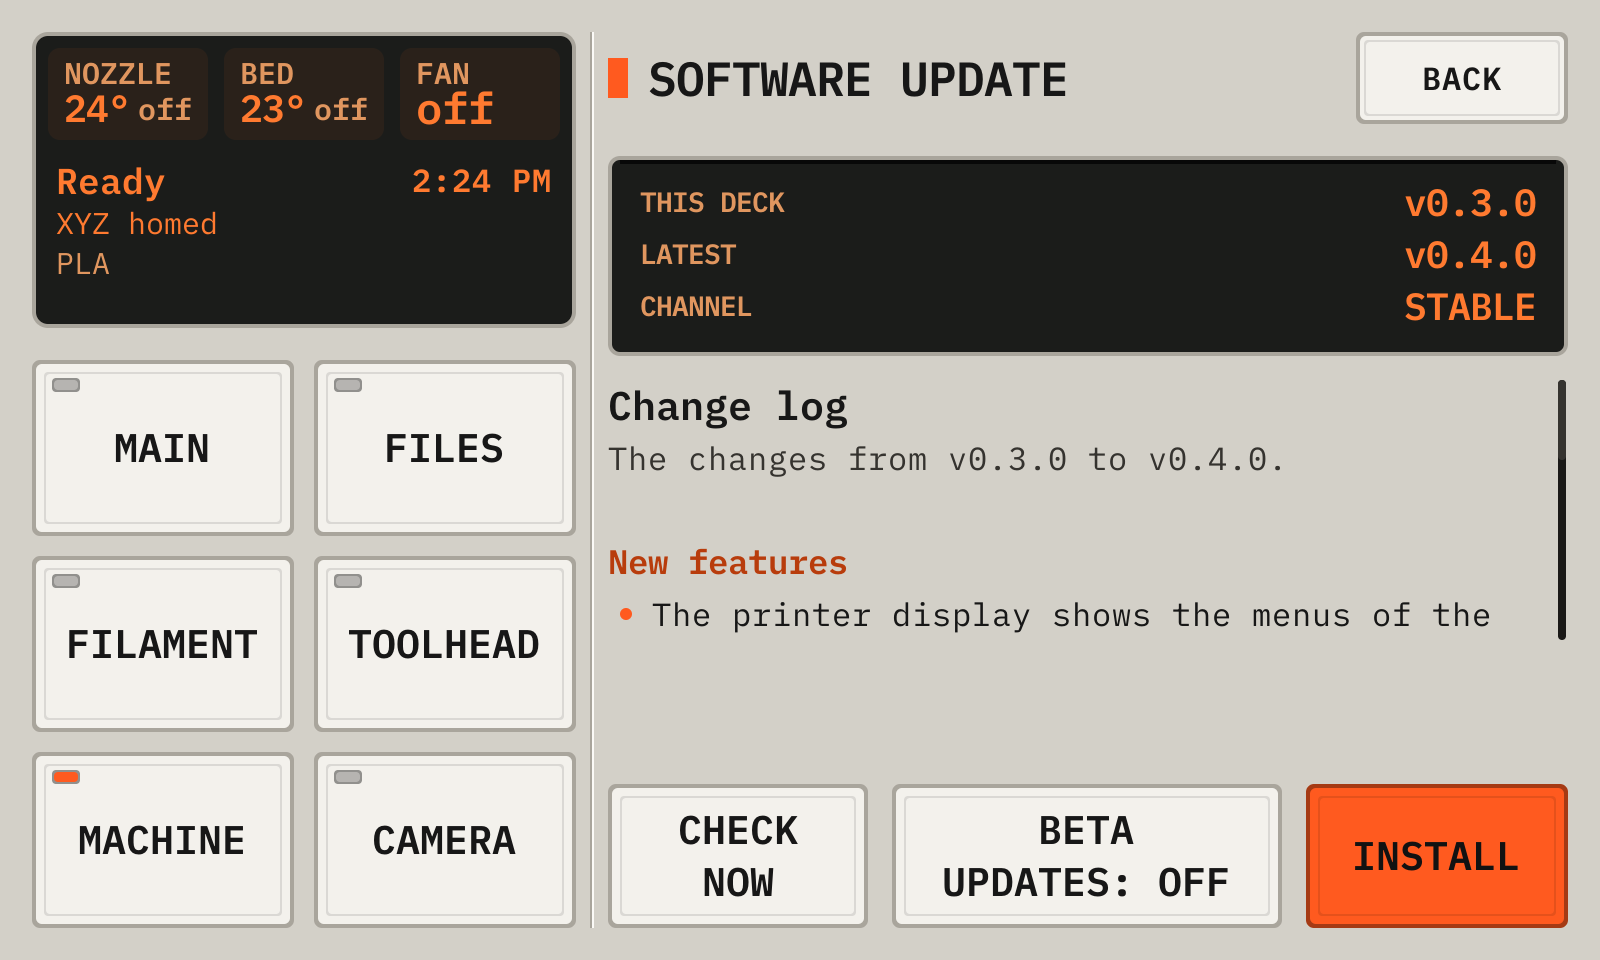 NOZZLE
24° off
BED
23° off
FAN
off
Ready
2:24 PM
XYZ homed
PLA
MAIN
FILES
FILAMENT
TOOLHEAD
MACHINE
CAMERA
SOFTWARE UPDATE
BACK
THIS DECK
v0.3.0
LATEST
v0.4.0
CHANNEL
STABLE
Change log
The changes from v0.3.0 to v0.4.0.
New features
• The printer display shows the menus of the
CHECK
NOW
BETA
UPDATES: OFF
INSTALL